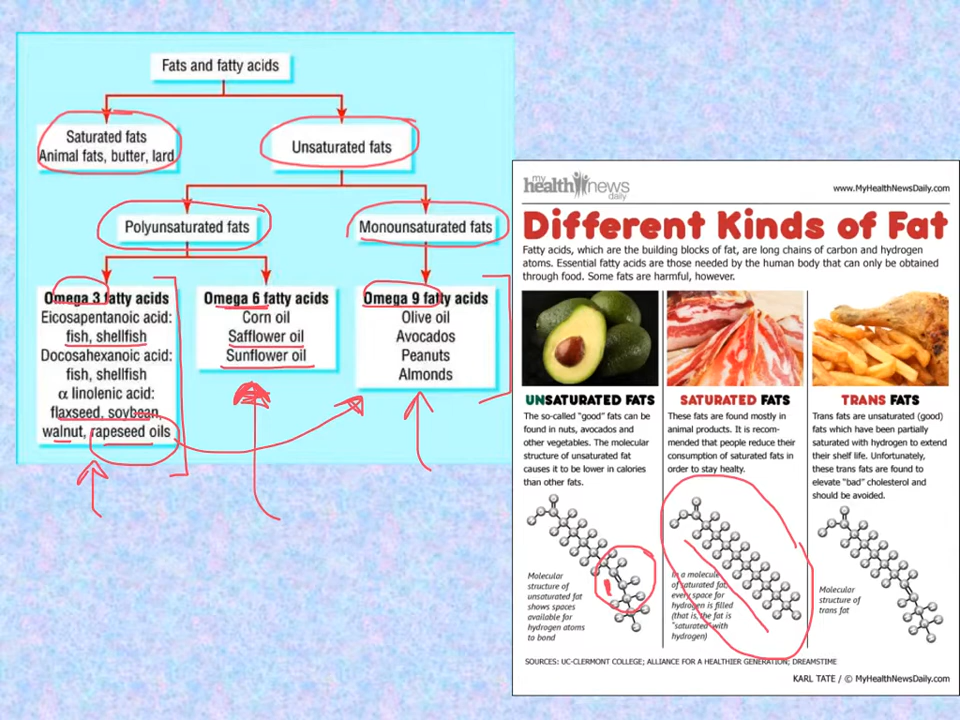 Fats and fatty acids
Saturated fats
Animal fats, butter, lard
Unsaturated fats
Polyunsaturated fats
Monounsaturated fats
Omega 3 fatty acids
Eicosapentanoic acid:
fish, shellfish
Docosahexanoic acid:
fish, shellfish
α linolenic acid:
flaxseed, soybean,
walnut, rapeseed oils
Omega 6 fatty acids
Corn oil
Safflower oil
Sunflower oil
Omega 9 fatty acids
Olive oil
Avocados
Peanuts
Almonds
my
health news
daily
www.MyHealthNewsDaily.com
Different Kinds of Fat
Fatty acids, which are the building blocks of fat, are long chains of carbon and hydrogen
atoms. Essential fatty acids are those needed by the human body that can only be obtained
through food. Some fats are harmful, however.
UNSATURATED FATS
The so-called "good" fats can be
found in nuts, avocados and
other vegetables. The molecular
structure of unsaturated fat
causes it to be lower in calories
than other fats.
Molecular
structure of
unsaturated fat
shows spaces
available for
hydrogen atoms
to bond
SATURATED FATS
These fats are found mostly in
animal products. It is recom-
mended that people reduce their
consumption of saturated fats in
order to stay healty.
In a molecule
of saturated fat,
every space for
hydrogen is filled
(that is, the fat is
"saturated" with
hydrogen)
TRANS FATS
Trans fats are unsaturated (good)
fats which have been partially
saturated with hydrogen to extend
their shelf life. Unfortunately,
these trans fats are found to
elevate "bad" cholesterol and
should be avoided.
Molecular
structure of
trans fat
SOURCES: UC-CLERMONT COLLEGE; ALLIANCE FOR A HEALTHIER GENERATION; DREAMSTIME
KARL TATE / © MyHealthNewsDaily.com